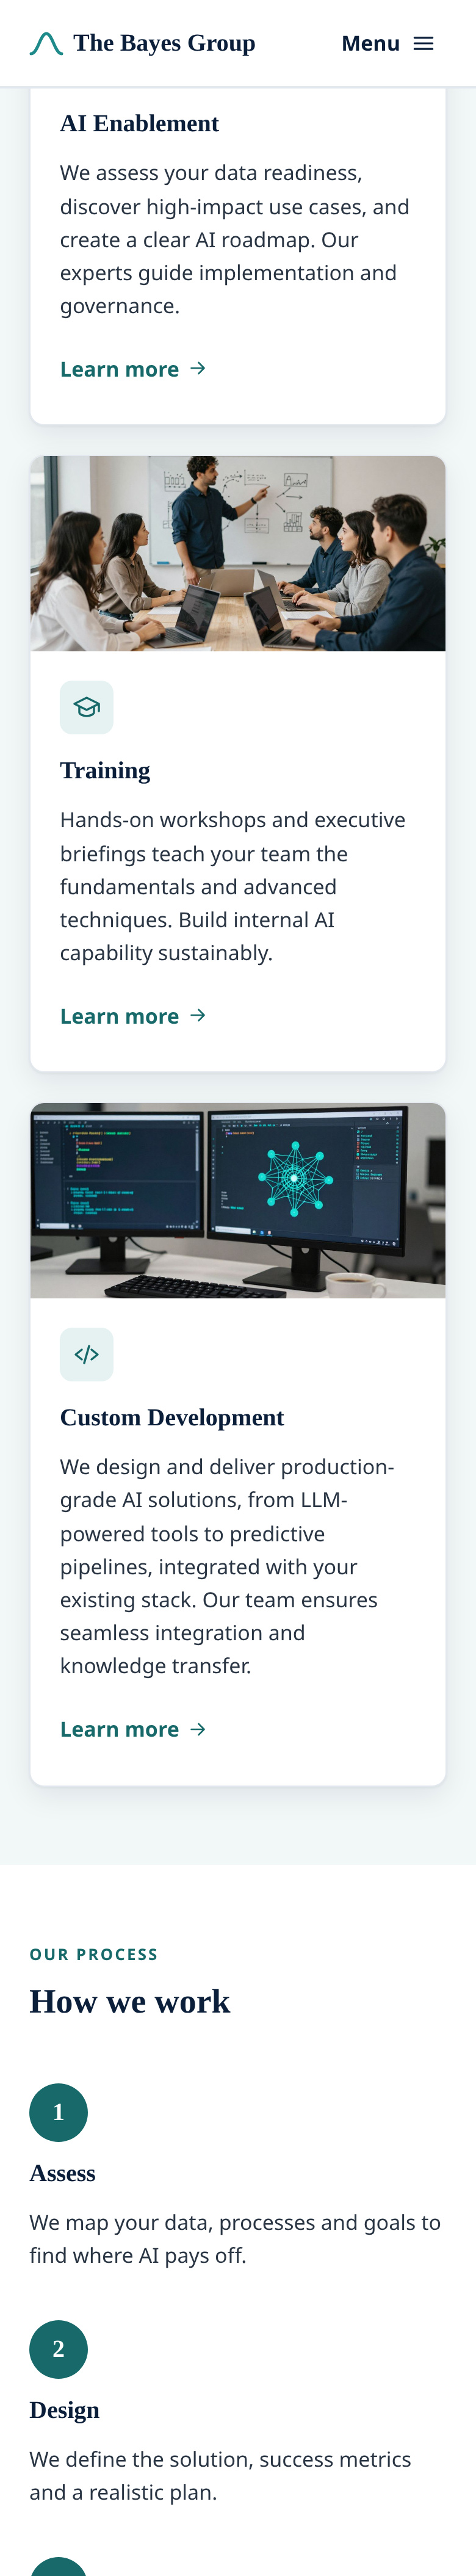 The Bayes Group
Menu
AI Enablement
We assess your data readiness,
discover high-impact use cases, and
create a clear AI roadmap. Our
experts guide implementation and
governance.
Learn more
Training
Hands-on workshops and executive
briefings teach your team the
fundamentals and advanced
techniques. Build internal AI
capability sustainably.
Learn more
Custom Development
We design and deliver production-
grade AI solutions, from LLM-
powered tools to predictive
pipelines, integrated with your
existing stack. Our team ensures
seamless integration and
knowledge transfer.
Learn more
OUR PROCESS
How we work
1
Assess
We map your data, processes and goals to
find where AI pays off.
2
Design
We define the solution, success metrics
and a realistic plan.